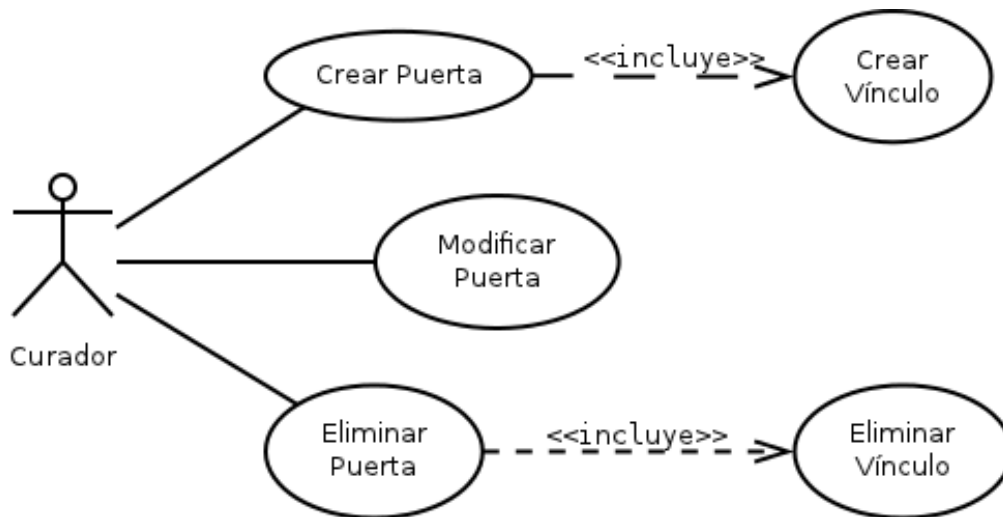 Crear Puerta
<<incluye>>
Crear
Vínculo
Modificar
Puerta
Curador
Eliminar
Puerta
<<incluye>>
Eliminar
Vínculo